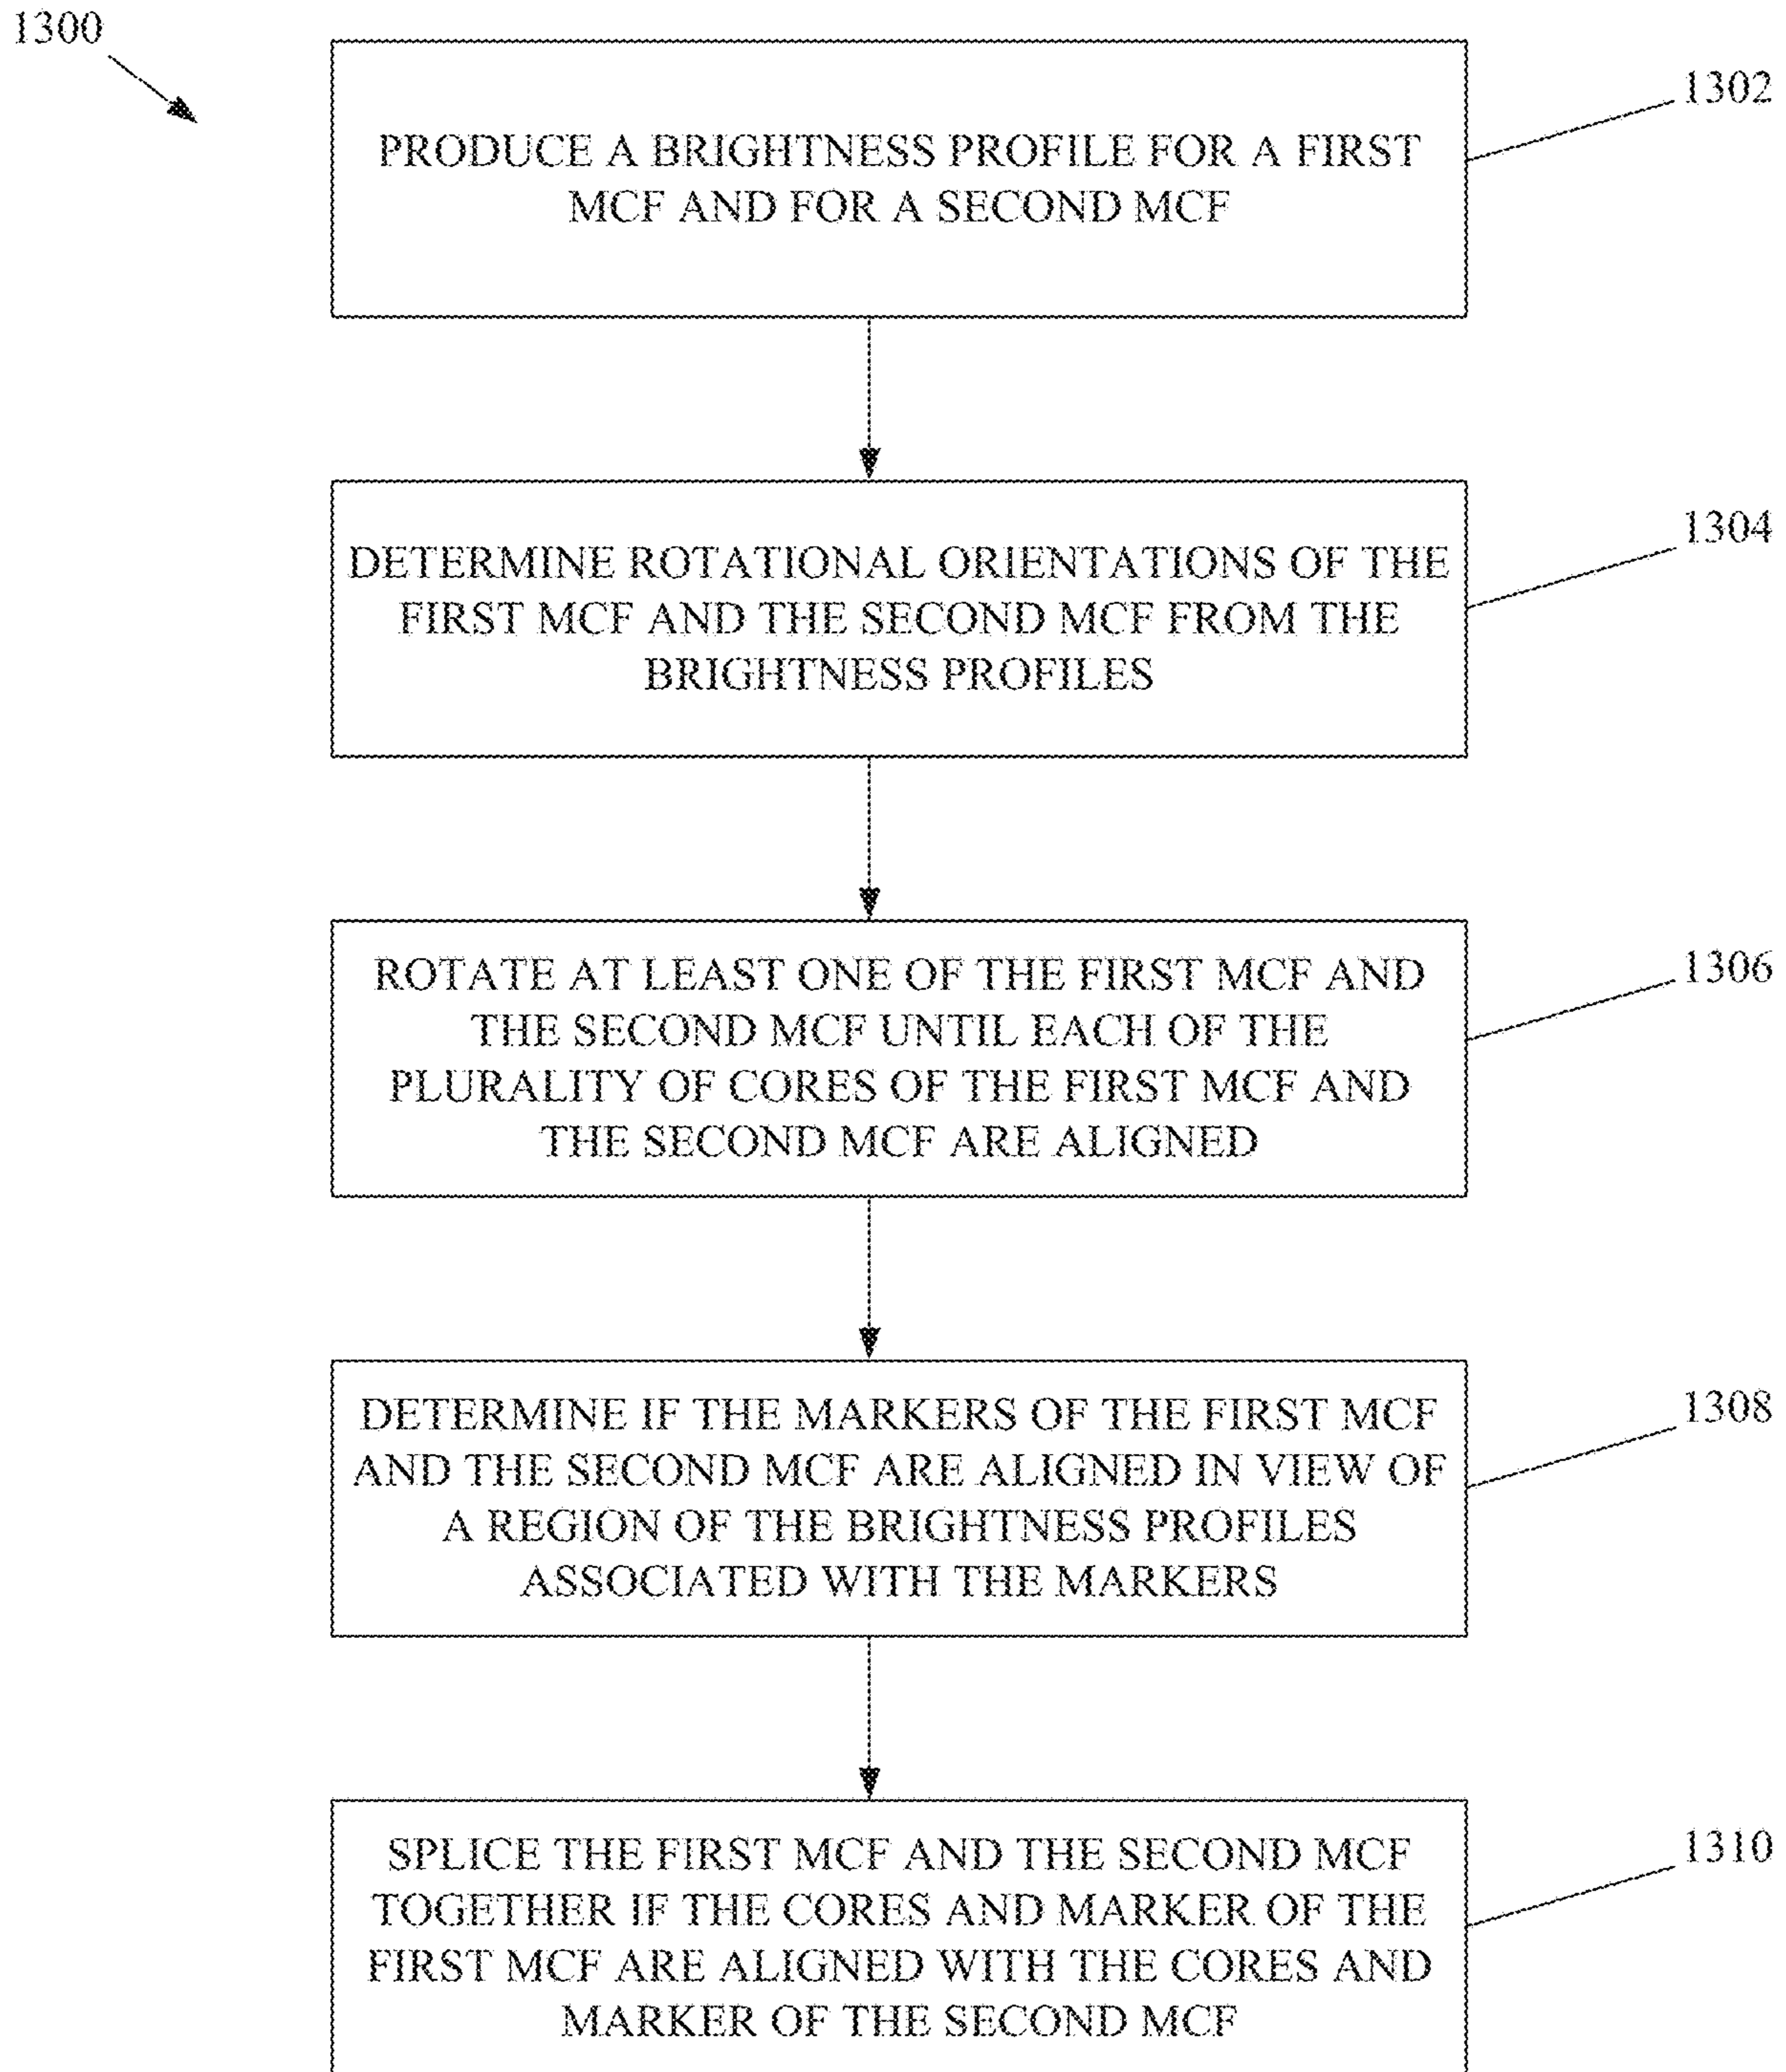 1300
1302
PRODUCE A BRIGHTNESS PROFILE FOR A FIRST
MCF AND FOR A SECOND MCF
1304
DETERMINE ROTATIONAL ORIENTATIONS OF THE
FIRST MCF AND THE SECOND MCF FROM THE
BRIGHTNESS PROFILES
1306
ROTATE AT LEAST ONE OF THE FIRST MCF AND
THE SECOND MCF UNTIL EACH OF THE
PLURALITY OF CORES OF THE FIRST MCF AND
THE SECOND MCF ARE ALIGNED
1308
DETERMINE IF THE MARKERS OF THE FIRST MCF
AND THE SECOND MCF ARE ALIGNED IN VIEW OF
A REGION OF THE BRIGHTNESS PROFILES
ASSOCIATED WITH THE MARKERS
1310
SPLICE THE FIRST MCF AND THE SECOND MCF
TOGETHER IF THE CORES AND MARKER OF THE
FIRST MCF ARE ALIGNED WITH THE CORES AND
MARKER OF THE SECOND MCF